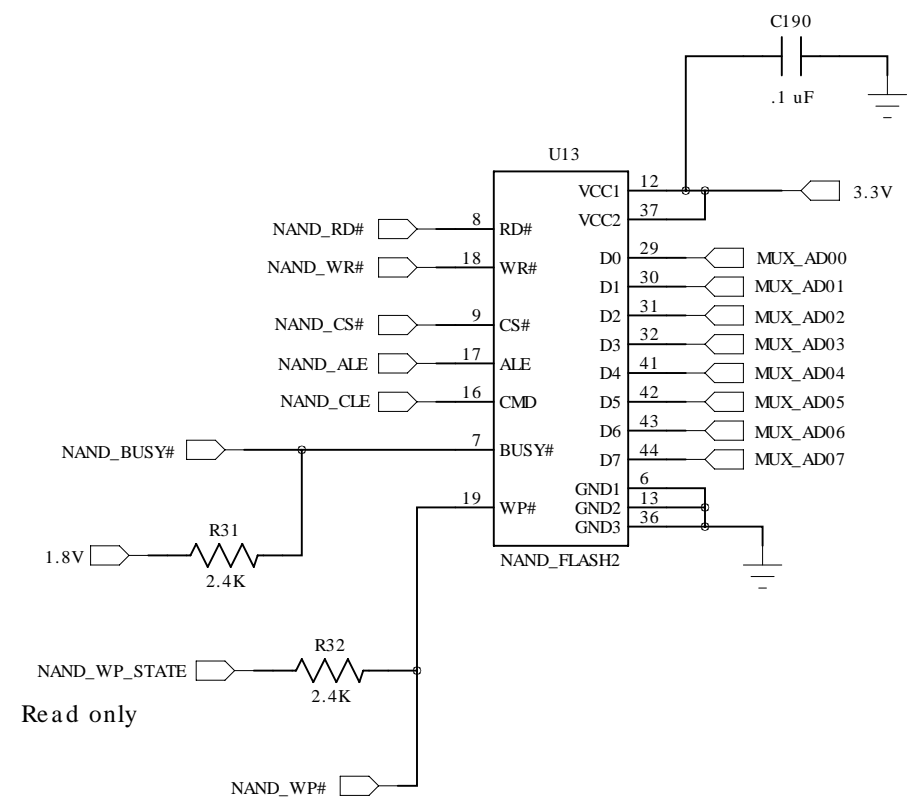 C190
.1 uF
U13
VCC1 12 3.3V
VCC2 37
NAND_RD# 8 RD#
D0 29 MUX_AD00
NAND_WR# 18 WR#
D1 30 MUX_AD01
D2 31 MUX_AD02
NAND_CS# 9 CS#
D3 32 MUX_AD03
NAND_ALE 17 ALE
D4 41 MUX_AD04
NAND_CLE 16 CMD
D5 42 MUX_AD05
D6 43 MUX_AD06
NAND_BUSY# 7 BUSY#
D7 44 MUX_AD07
GND1 6
19 WP#
GND2 13
GND3 36
R31
1.8V
2.4K
NAND_FLASH2
R32
NAND_WP_STATE
2.4K
Read only
NAND_WP#